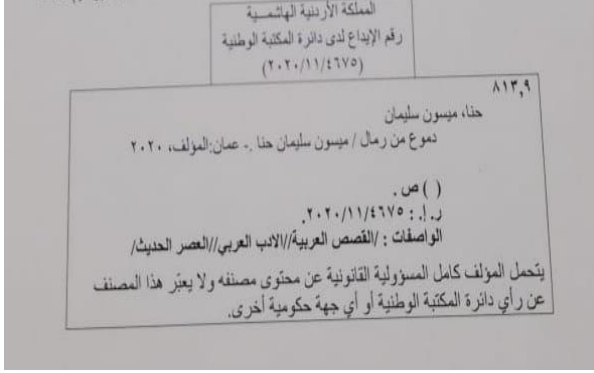 المملكة الأردنية الهاشمية
رقم الإيداع لدى دائرة المكتبة الوطنية
(٢٠٢٠/١١/٤٦٧٥)
٨١٣,٩
حنا، ميسون سليمان
دموع من رمال / ميسون سليمان حنا .- عمان:المؤلف، ٢٠٢٠
( ) ص .
ر. إ. : ٢٠٢٠/١١/٤٦٧٥.
الواصفات : /القصص العربية//الادب العربي//العصر الحديث/
يتحمل المؤلف كامل المسؤولية القانونية عن محتوى مصنفه ولا يعبّر هذا المصنف
عن رأي دائرة المكتبة الوطنية أو أي جهة حكومية أخرى.